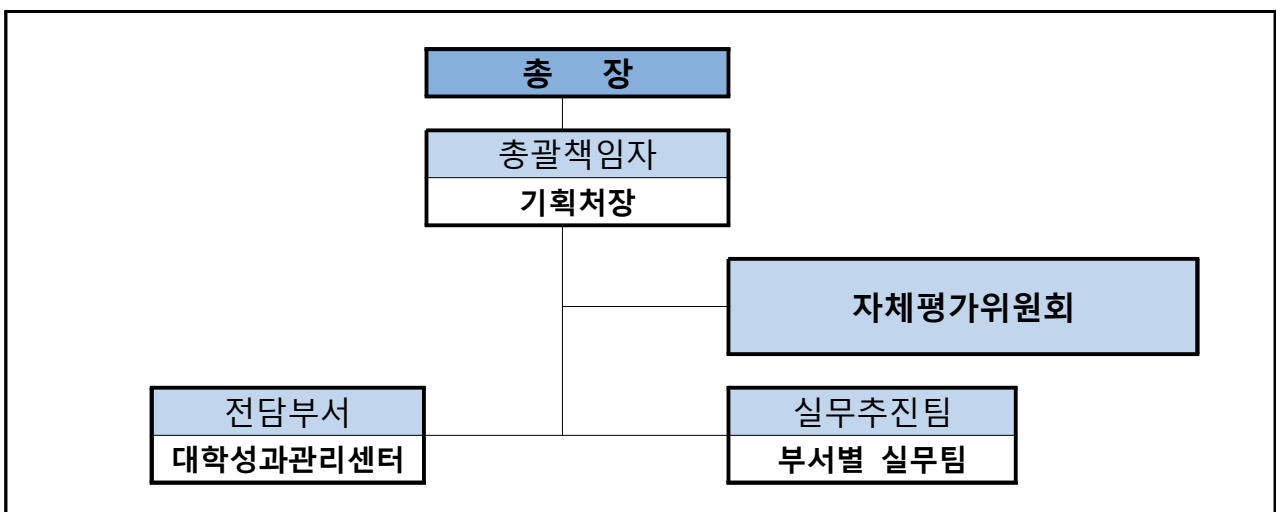 총 장
총괄책임자
기획처장
자체평가위원회
전담부서
대학성과관리센터
실무추진팀
부서별 실무팀